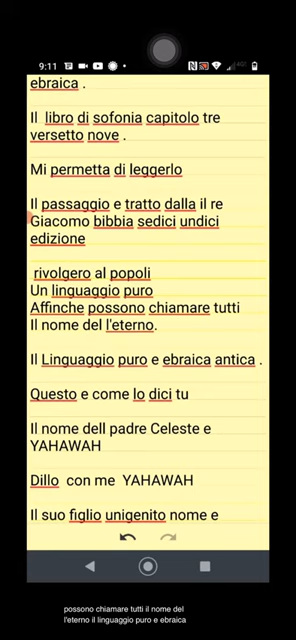 9:11
ebraica .
Il libro di sofonia capitolo tre
versetto nove .
Mi permetta di leggerlo
Il passaggio e tratto dalla il re
Giacomo bibbia sedici undici
edizione
rivolgero al popoli
Un linguaggio puro
Affinche possono chiamare tutti
Il nome del l'eterno.
Il Linguaggio puro e ebraica antica .
Questo e come lo dici tu
Il nome dell padre Celeste e
YAHAWAH
Dillo con me YAHAWAH
Il suo figlio unigenito nome e
possono chiamare tutti il nome del
l'eterno il linguaggio puro e ebraica